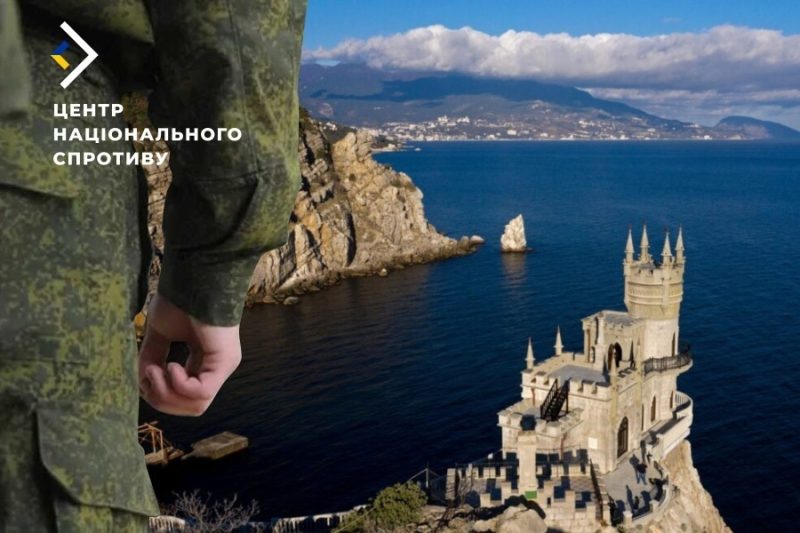 ЦЕНТР
НАЦІОНАЛЬНОГО
СПРОТИВУ